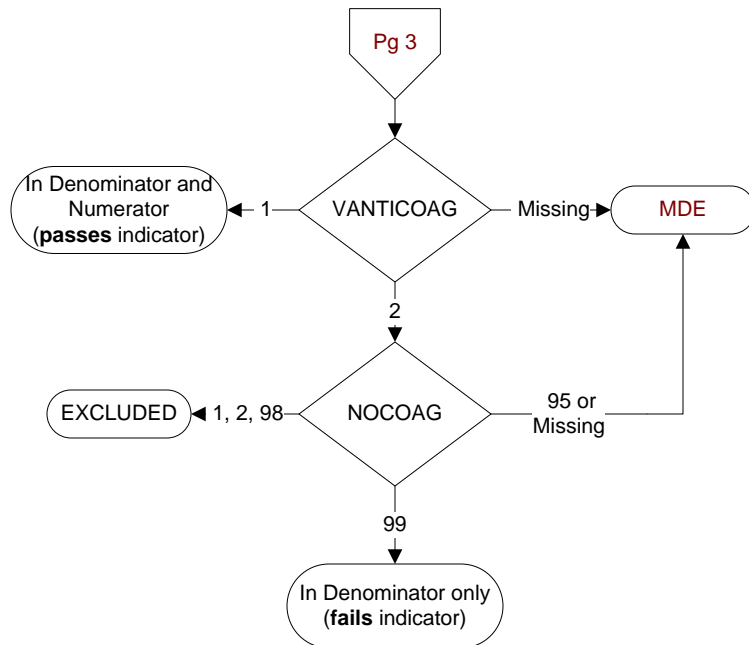 Pg 3
In Denominator and
Numerator
(passes indicator)
1
VANTICOAG
Missing
MDE
2
EXCLUDED
1, 2, 98
NOCOAG
95 or
Missing
99
In Denominator only
(fails indicator)